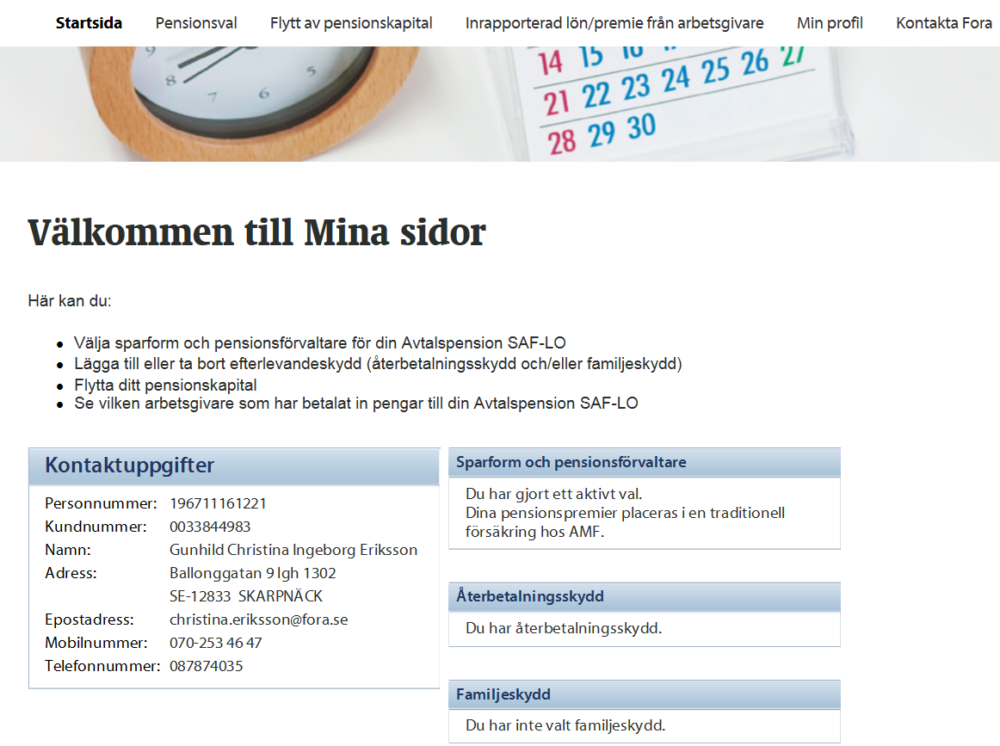 Startsida Pensionsval Flytt av pensionskapital Inrapporterad lön/premie från arbetsgivare Min profil Kontakta Fora
9 8 7 6 5
14 15 16 27
21 22 23 24 25 26
28 29 30
Välkommen till Mina sidor
Här kan du:
• Välja sparform och pensionsförvaltare för din Avtalspension SAF-LO
• Lägga till eller ta bort efterlevandeskydd (återbetalningsskydd och/eller familjeskydd)
• Flytta ditt pensionskapital
• Se vilken arbetsgivare som har betalat in pengar till din Avtalspension SAF-LO
Kontaktuppgifter
Personnummer: 196711161221
Kundnummer: 0033844983
Namn: Gunhild Christina Ingeborg Eriksson
Adress: Ballonggatan 9 lgh 1302
SE-12833 SKARPNÄCK
Epostadress: christina.eriksson@fora.se
Mobilnummer: 070-253 46 47
Telefonnummer: 087874035
Sparform och pensionsförvaltare
Du har gjort ett aktivt val.
Dina pensionspremier placeras i en traditionell
försäkring hos AMF.
Återbetalningsskydd
Du har återbetalningsskydd.
Familjeskydd
Du har inte valt familjeskydd.